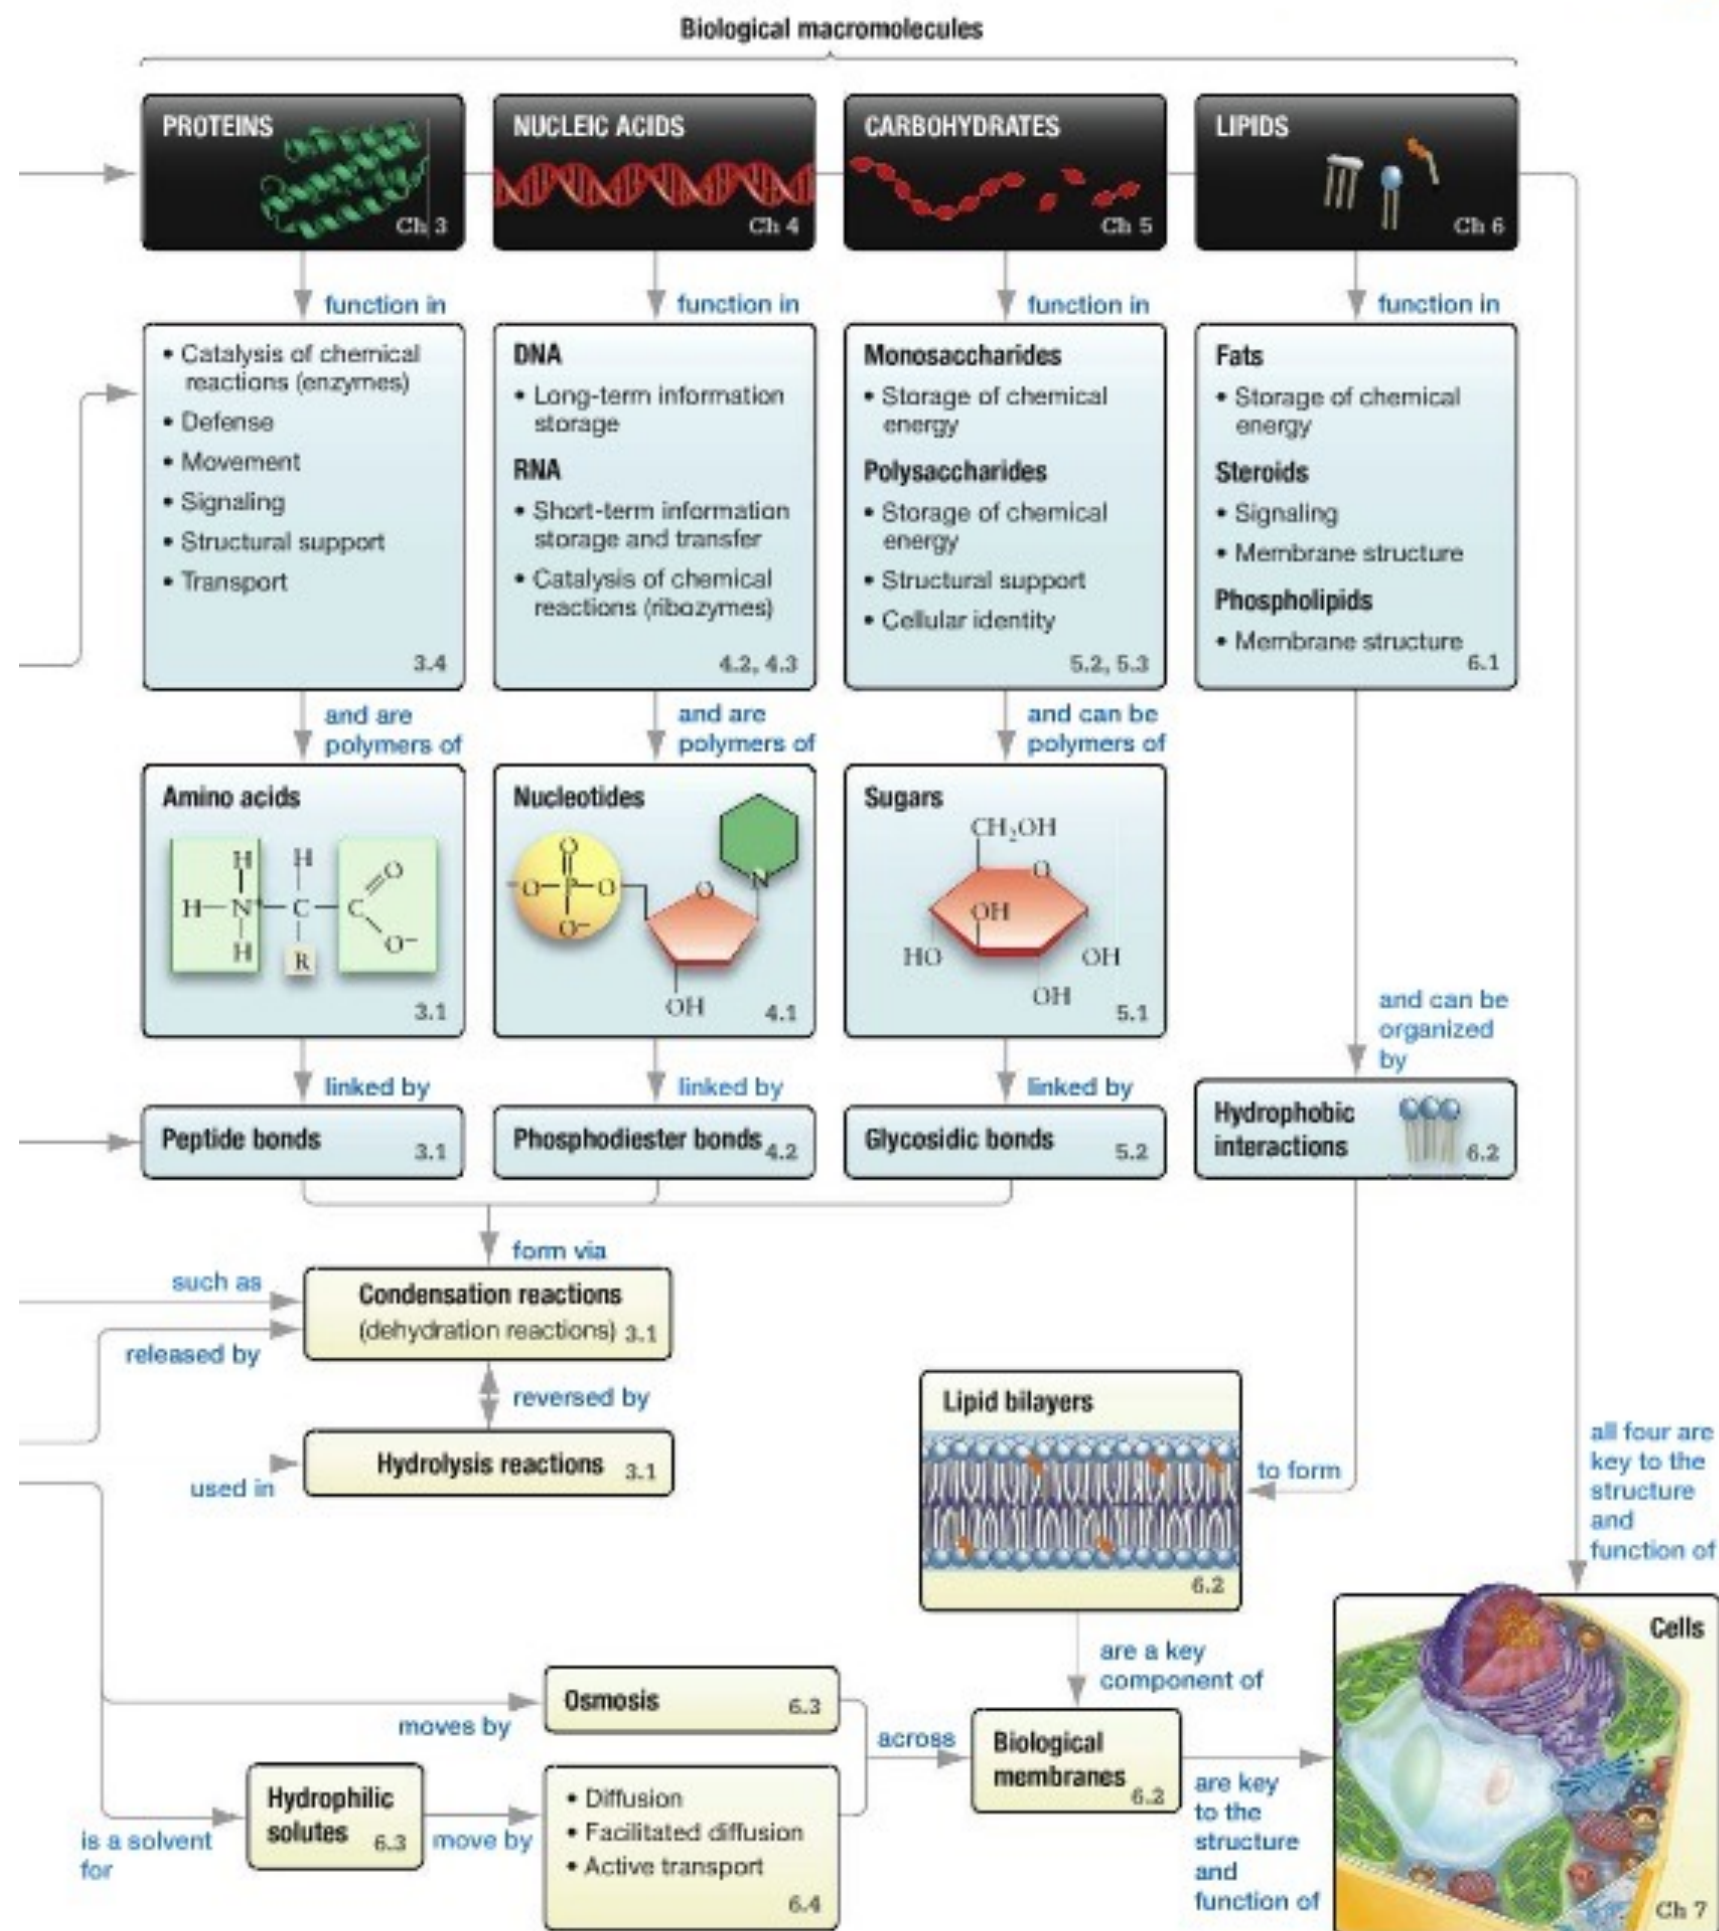 Biological macromolecules
PROTEINS
Ch 3
NUCLEIC ACIDS
Ch 4
CARBOHYDRATES
Ch 5
LIPIDS
Ch 6
function in
function in
function in
function in
• Catalysis of chemical
reactions (enzymes)
• Defense
• Movement
• Signaling
• Structural support
• Transport
3.4
DNA
• Long-term information
storage
RNA
• Short-term information
storage and transfer
• Catalysis of chemical
reactions (ribozymes)
4.2, 4.3
Monosaccharides
• Storage of chemical
energy
Polysaccharides
• Storage of chemical
energy
• Structural support
• Cellular identity
5.2, 5.3
Fats
• Storage of chemical
energy
Steroids
• Signaling
• Membrane structure
Phospholipids
• Membrane structure
6.1
and are
polymers of
and are
polymers of
and can be
polymers of
Amino acids
H
H
H—N⁺—C—C
O
O⁻
H
R
3.1
Nucleotides
O
⁻O—P—O
O⁻
O
N
OH
4.1
Sugars
CH₂OH
O
OH
HO
OH
OH
5.1
and can be
organized
by
linked by
linked by
linked by
Peptide bonds 3.1
Phosphodiester bonds 4.2
Glycosidic bonds 5.2
Hydrophobic
interactions 6.2
form via
such as
Condensation reactions
(dehydration reactions) 3.1
released by
reversed by
Hydrolysis reactions 3.1
used in
Lipid bilayers
6.2
to form
all four are
key to the
structure
and
function of
are a key
component of
Osmosis 6.3
moves by
across
Biological
membranes 6.2
are key
to the
structure
and
function of
Hydrophilic
solutes 6.3
is a solvent
for
move by
• Diffusion
• Facilitated diffusion
• Active transport
6.4
Cells
Ch 7